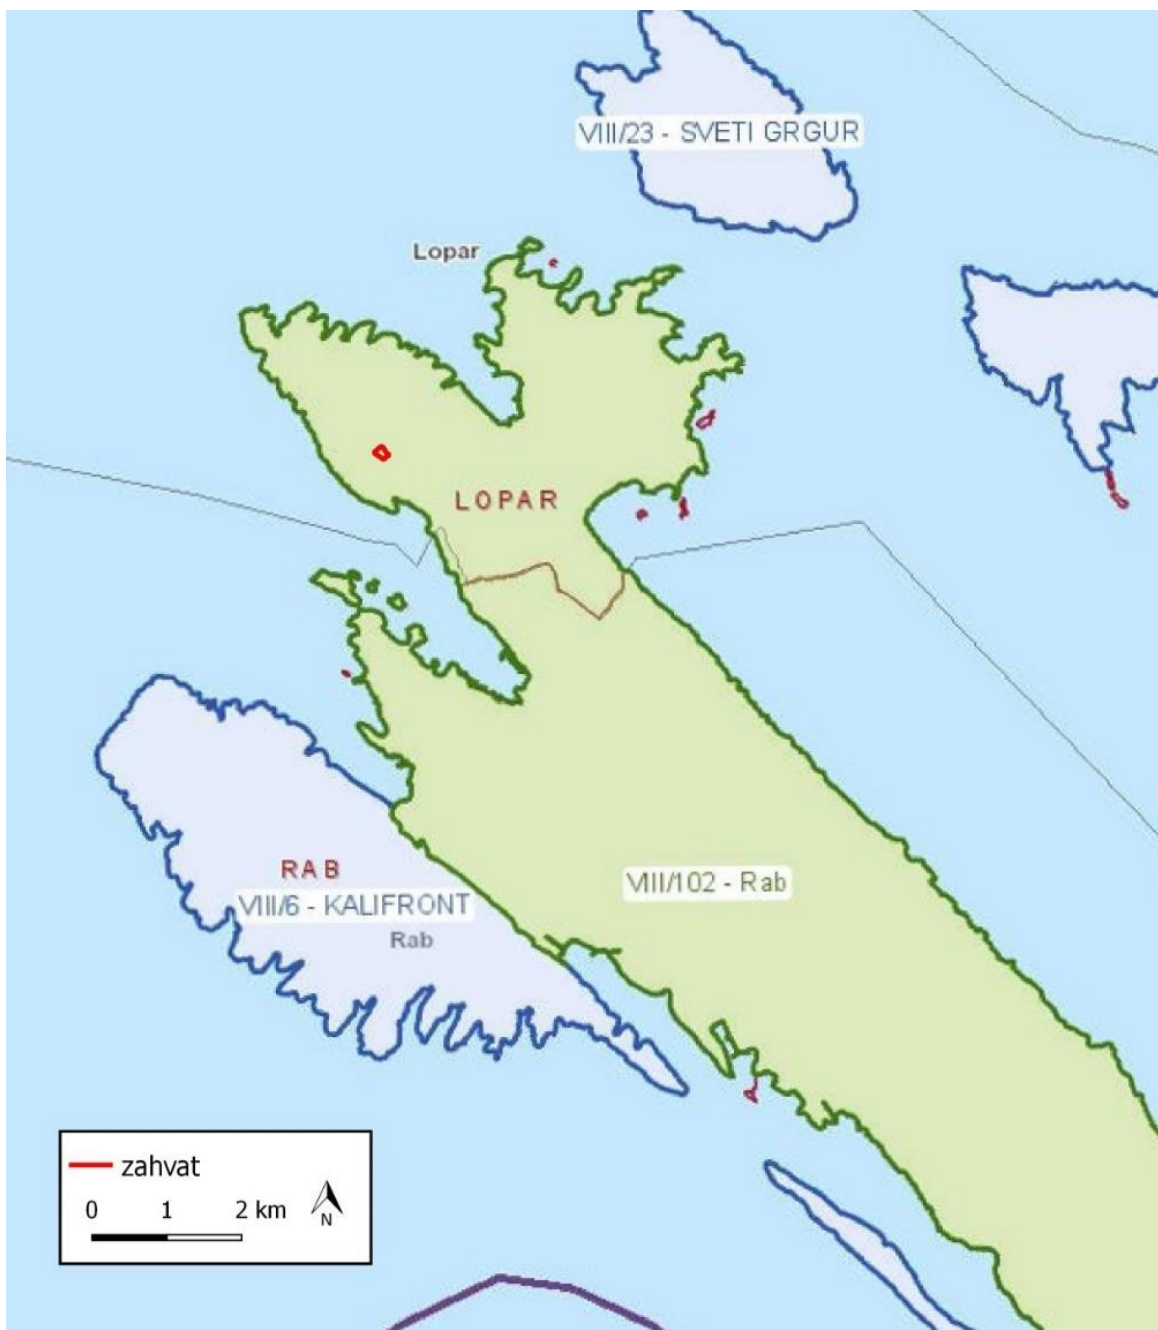 VIII/23 - SVETI GRGUR
Lopar
LOPAR
RAB
VIII/102 - Rab
VIII/6 - KALIFRONT
Rab
zahvat
0 1 2 km
N